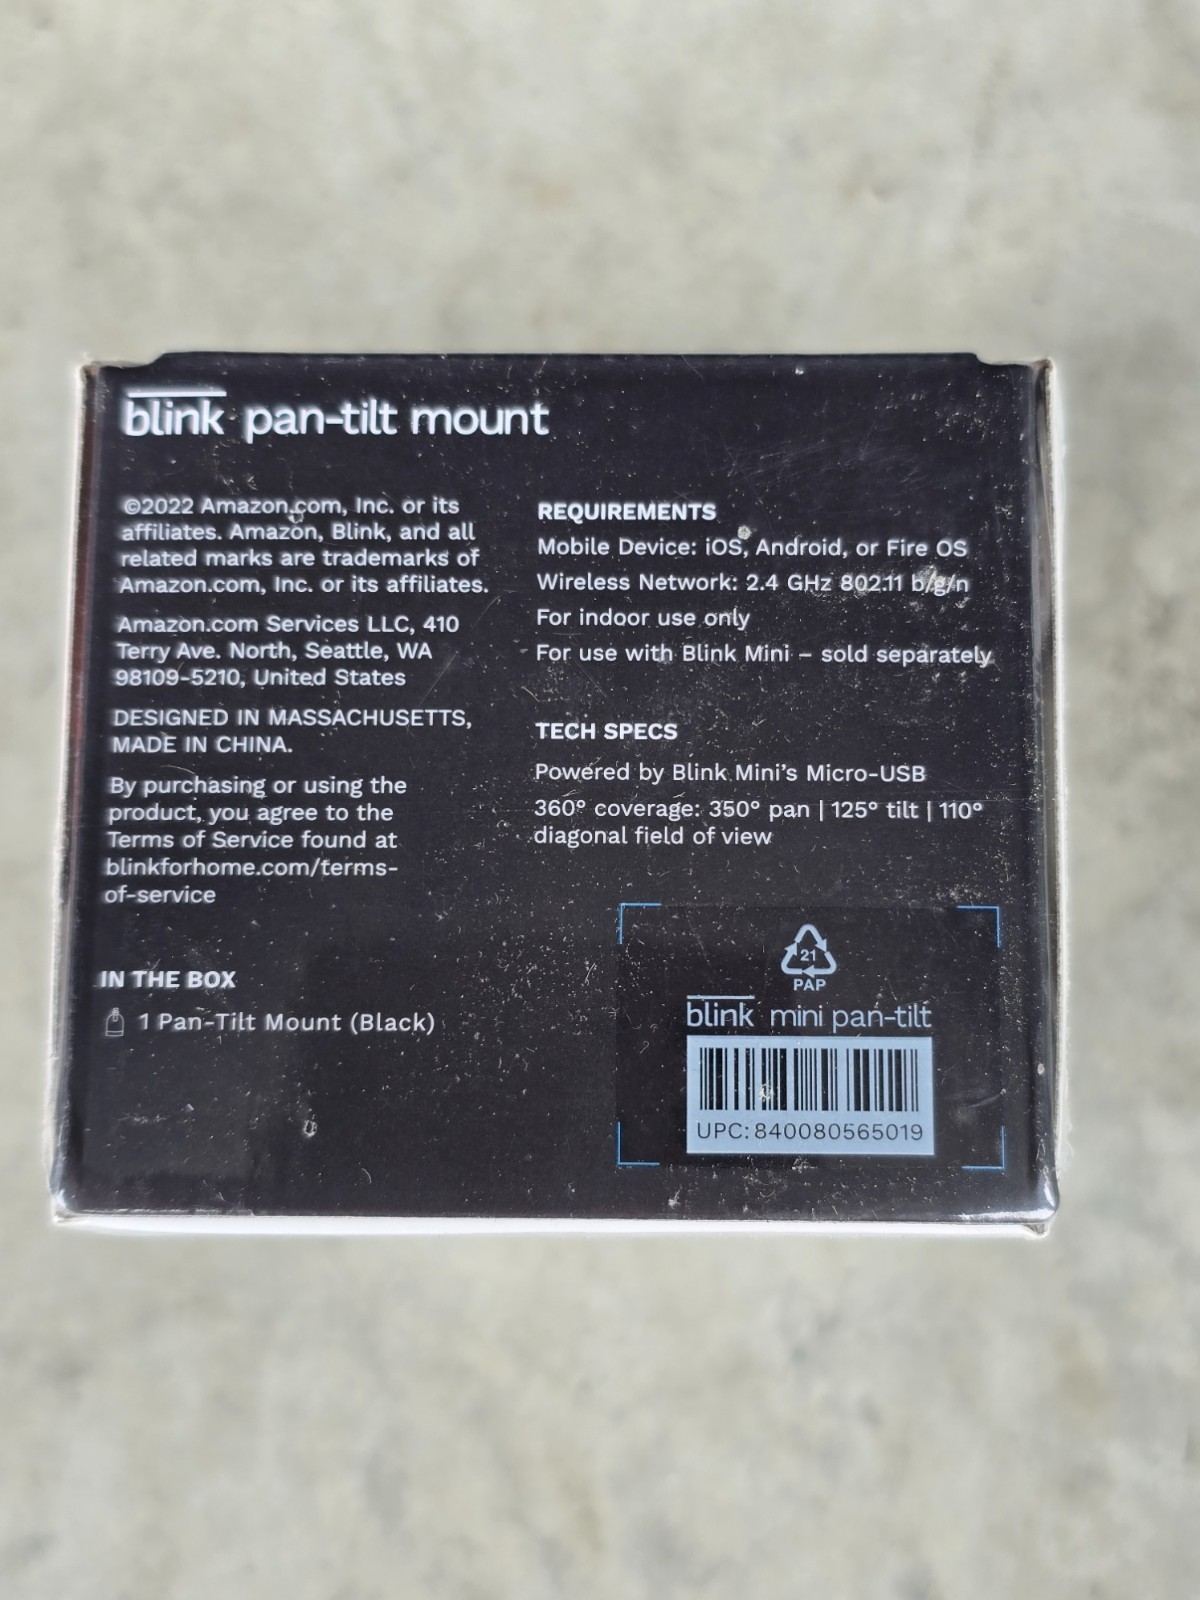 blink pan-tilt mount
©2022 Amazon.com, Inc. or its
affiliates. Amazon, Blink, and all
related marks are trademarks of
Amazon.com, Inc. or its affiliates.
Amazon.com Services LLC, 410
Terry Ave. North, Seattle, WA
98109-5210, United States
DESIGNED IN MASSACHUSETTS,
MADE IN CHINA.
By purchasing or using the
product, you agree to the
Terms of Service found at
blinkforhome.com/terms-
of-service
IN THE BOX
1 Pan-Tilt Mount (Black)
REQUIREMENTS
Mobile Device: iOS, Android, or Fire OS
Wireless Network: 2.4 GHz 802.11 b/g/n
For indoor use only
For use with Blink Mini – sold separately
TECH SPECS
Powered by Blink Mini's Micro-USB
360° coverage: 350° pan | 125° tilt | 110°
diagonal field of view
21
PAP
blink mini pan-tilt
UPC: 840080565019